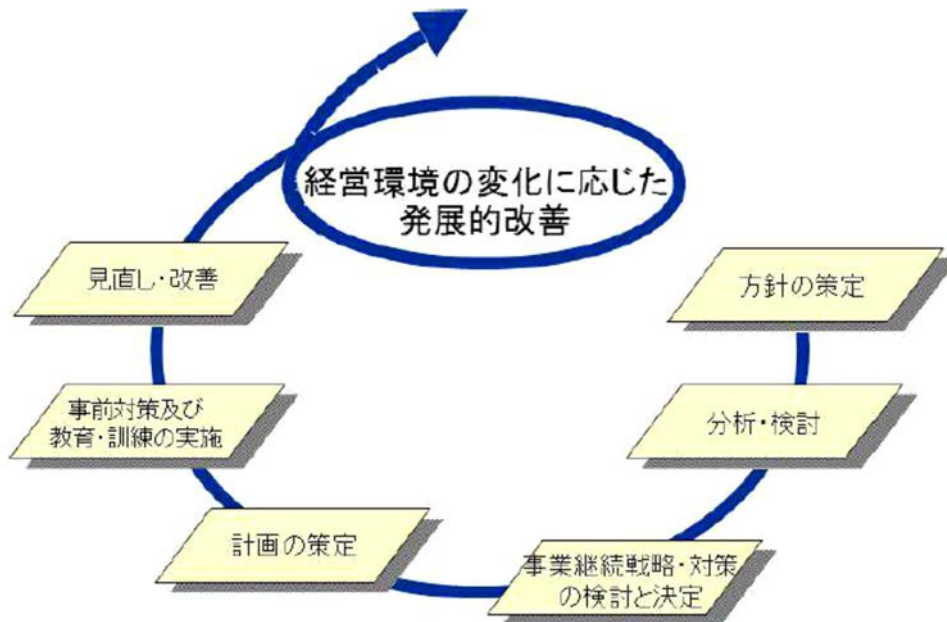 経営環境の変化に応じた
発展的改善
方針の策定
分析・検討
事業継続戦略・対策
の検討と決定
計画の策定
事前対策及び
教育・訓練の実施
見直し・改善